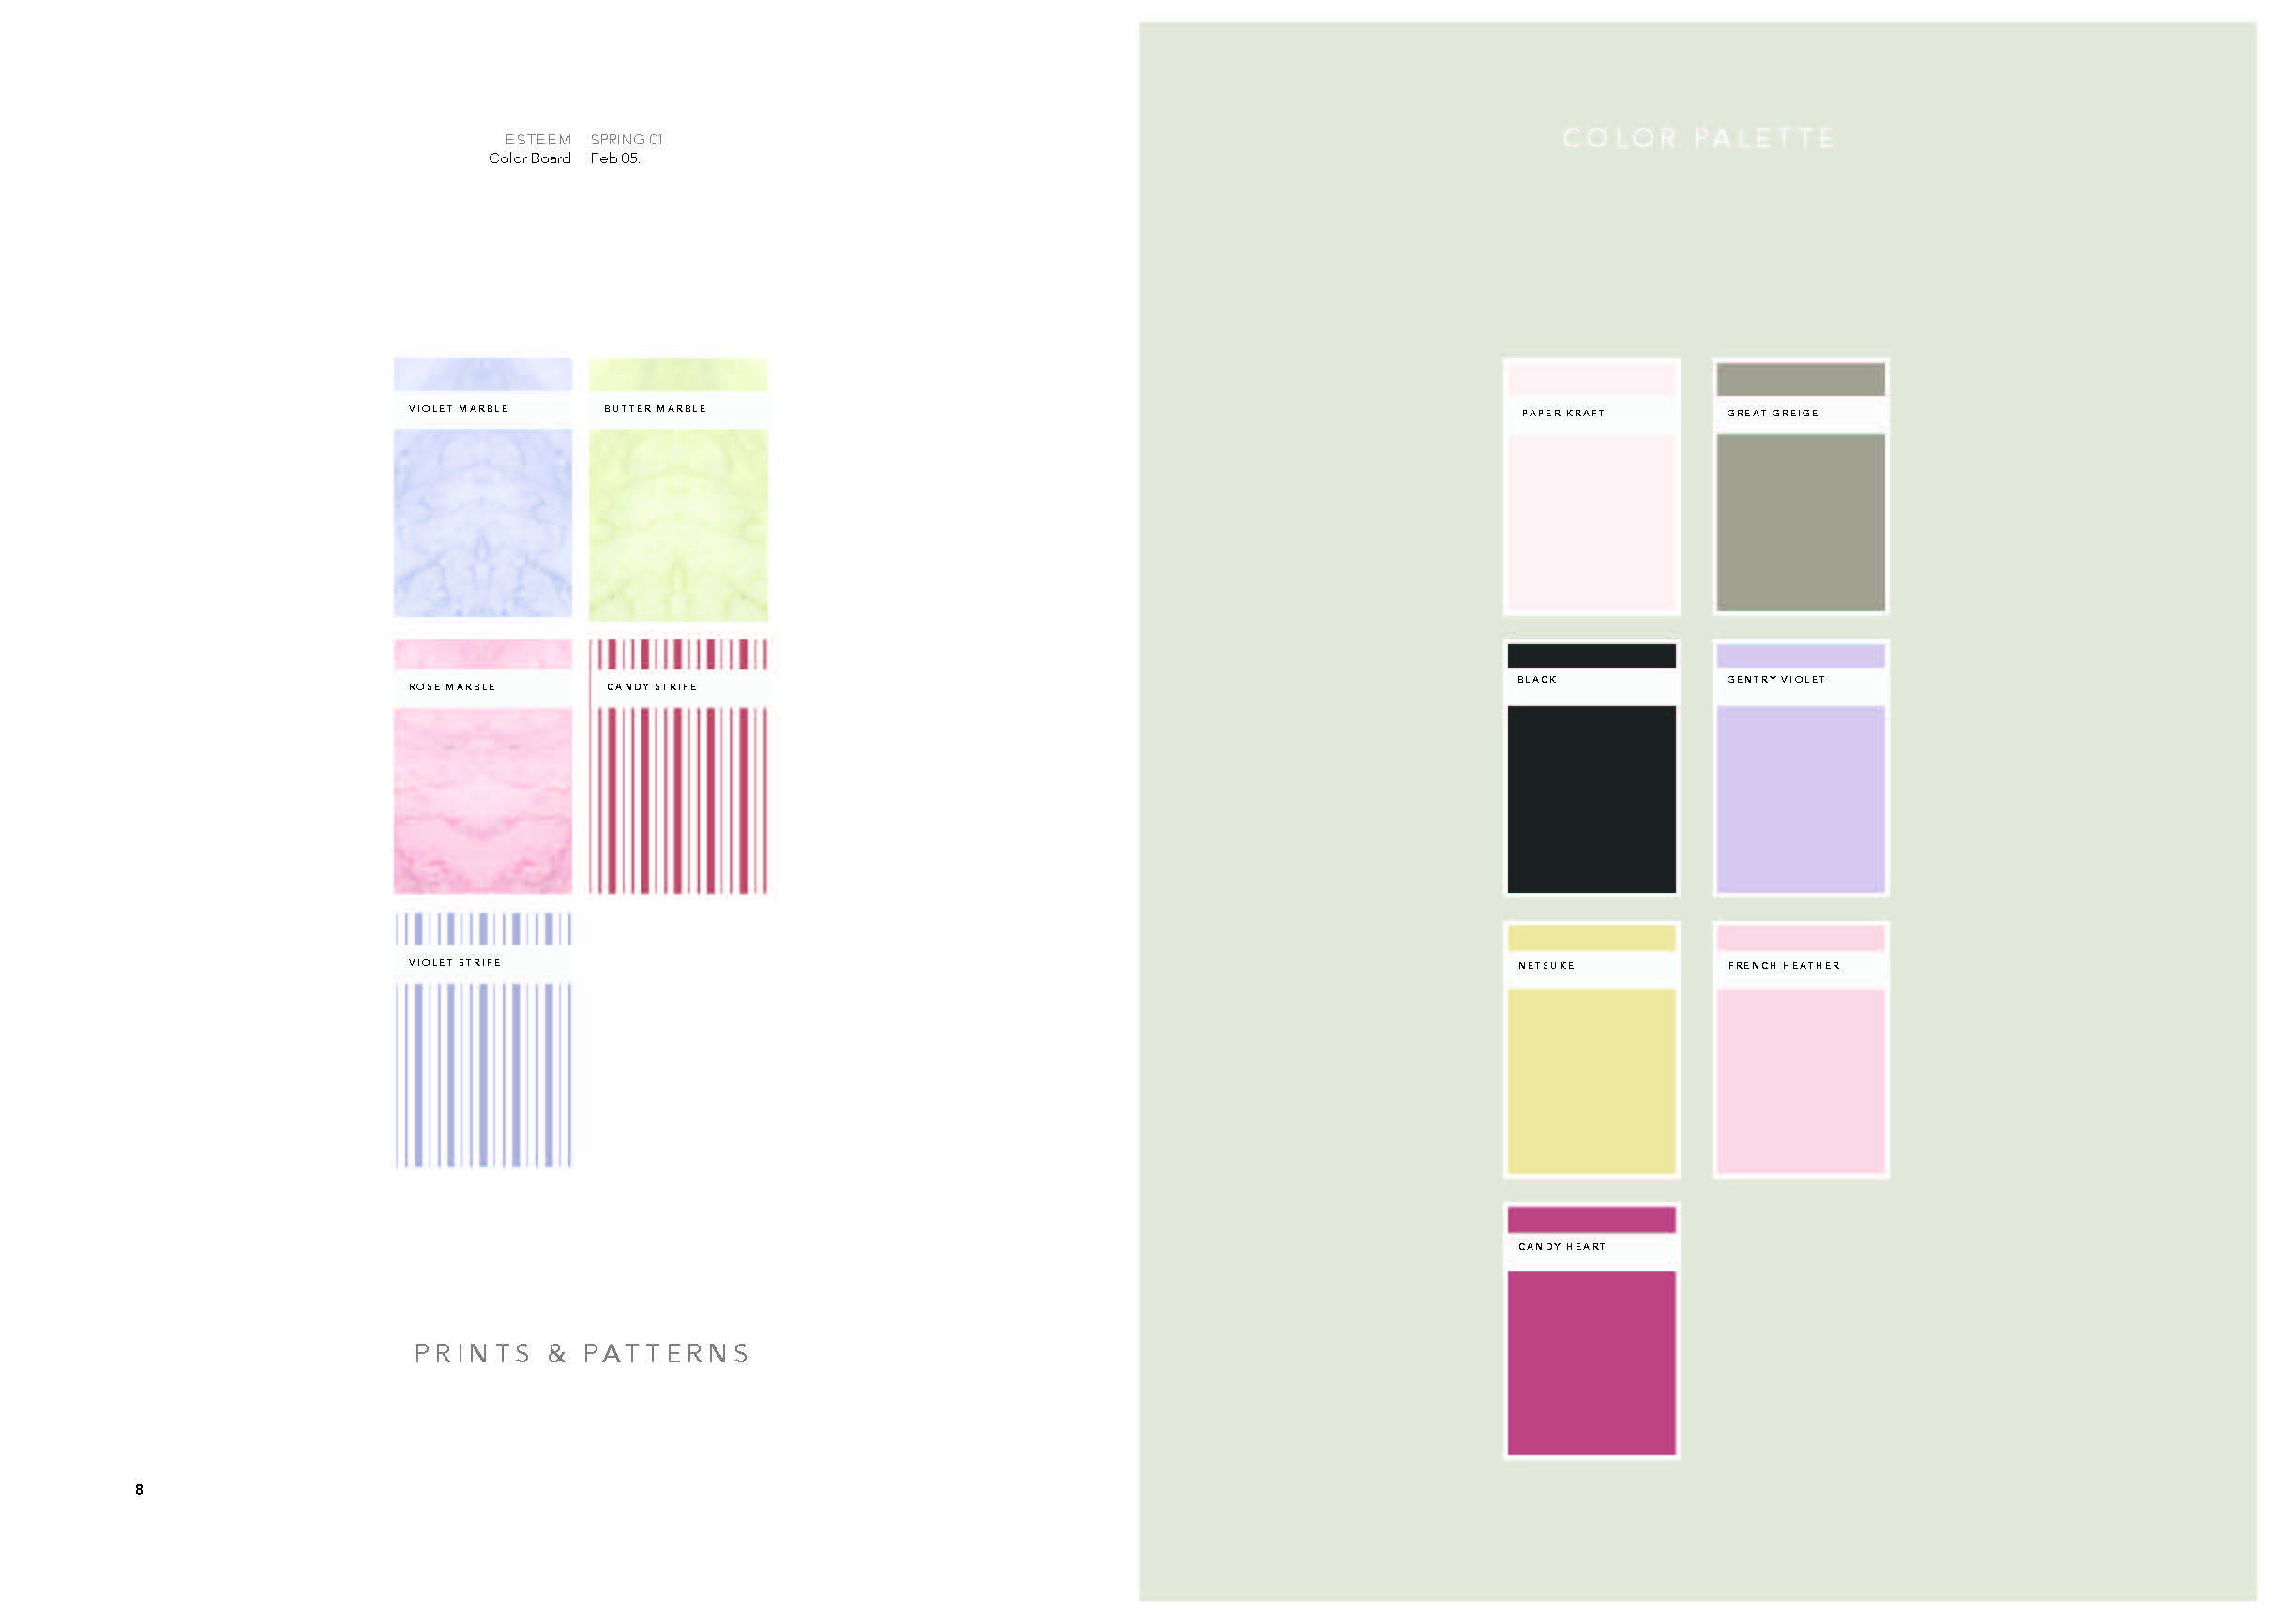 ESTEEM SPRING 01
Color Board Feb 05.
VIOLET MARBLE
BUTTER MARBLE
ROSE MARBLE
CANDY STRIPE
VIOLET STRIPE
PRINTS & PATTERNS
8
COLOR PALETTE
PAPER KRAFT
GREAT GREIGE
BLACK
GENTRY VIOLET
NETSUKE
FRENCH HEATHER
CANDY HEART